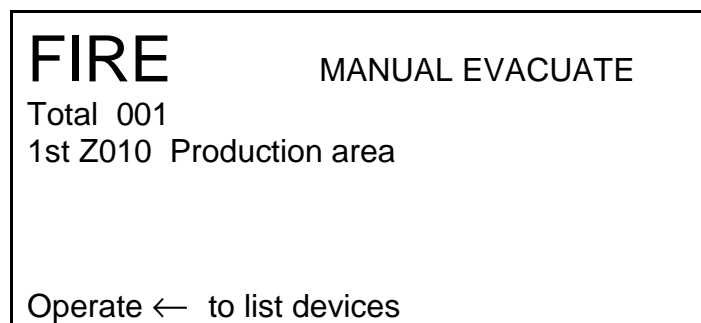 FIRE MANUAL EVACUATE
Total 001
1st Z010 Production area
Operate ← to list devices